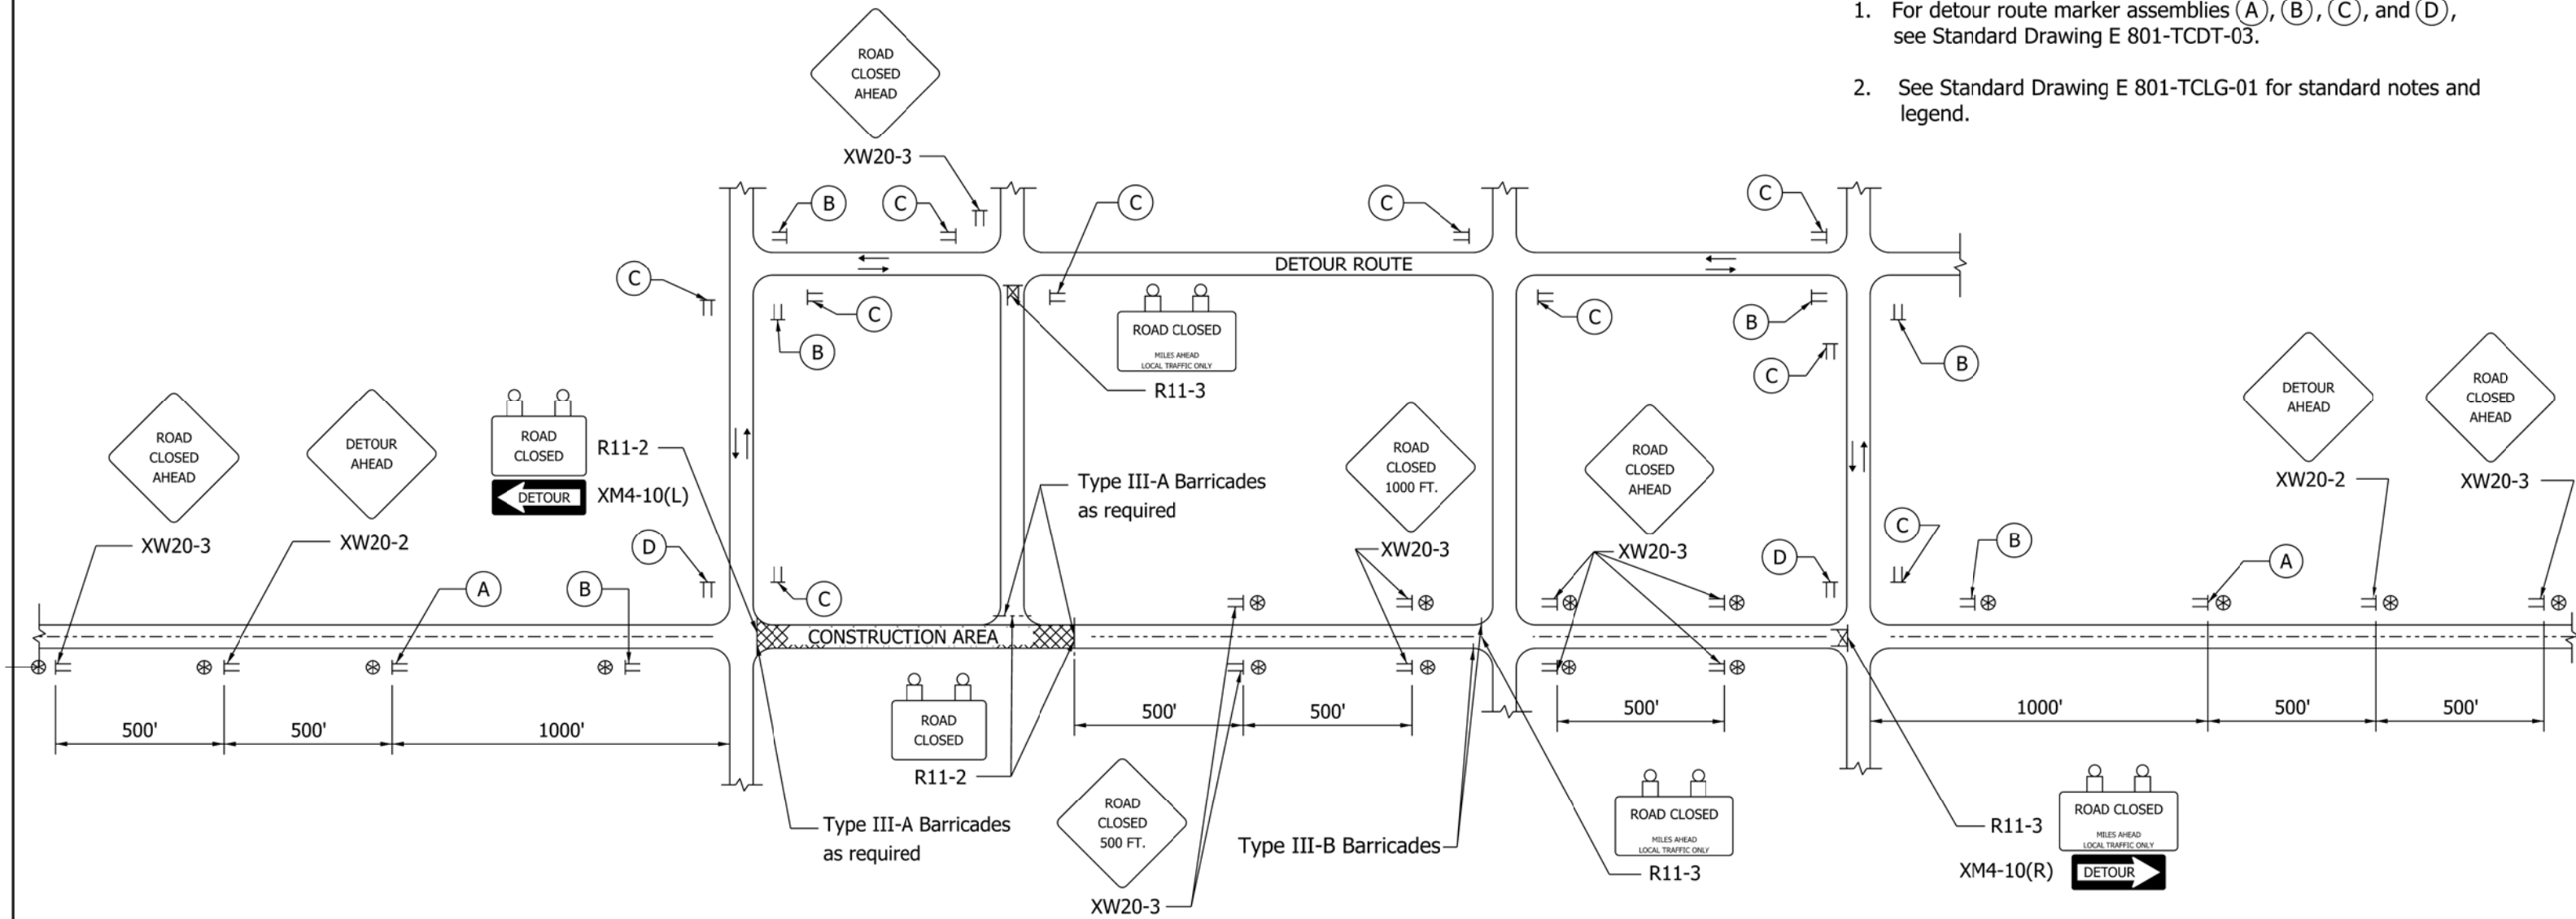 1. For detour route marker assemblies (A), (B), (C), and (D),
see Standard Drawing E 801-TCDT-03.
2. See Standard Drawing E 801-TCLG-01 for standard notes and
legend.
ROAD
CLOSED
AHEAD
XW20-3
B
C
C
C
C
C
DETOUR ROUTE
C
B
ROAD CLOSED
MILES AHEAD
LOCAL TRAFFIC ONLY
R11-3
C
B
C
B
ROAD
CLOSED
AHEAD
XW20-3
DETOUR
AHEAD
XW20-2
ROAD
CLOSED
R11-2
DETOUR
XM4-10(L)
Type III-A Barricades
as required
ROAD
CLOSED
1000 FT.
XW20-3
ROAD
CLOSED
AHEAD
XW20-3
DETOUR
AHEAD
XW20-2
ROAD
CLOSED
AHEAD
XW20-3
A
B
D
C
D
C
B
A
CONSTRUCTION AREA
500'
500'
1000'
500'
500'
500'
1000'
500'
500'
ROAD
CLOSED
R11-2
Type III-A Barricades
as required
ROAD
CLOSED
500 FT.
XW20-3
Type III-B Barricades
ROAD CLOSED
MILES AHEAD
LOCAL TRAFFIC ONLY
R11-3
R11-3
ROAD CLOSED
MILES AHEAD
LOCAL TRAFFIC ONLY
XM4-10(R)
DETOUR